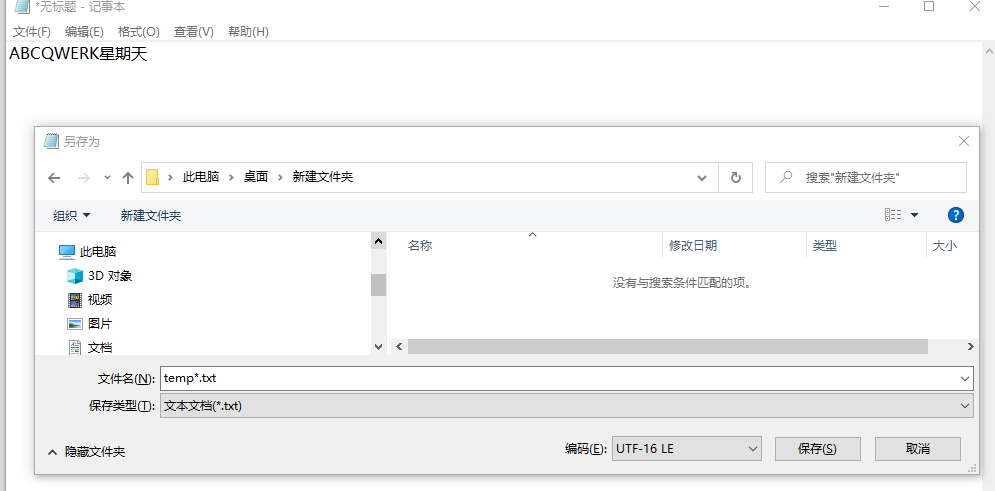 *无标题 - 记事本
文件(F) 编辑(E) 格式(O) 查看(V) 帮助(H)
ABCQWERK星期天
另存为
此电脑 桌面 新建文件夹 搜索"新建文件夹"
组织 新建文件夹
名称 修改日期 类型 大小
此电脑
3D 对象
视频
图片
文档
没有与搜索条件匹配的项。
文件名(N): temp*.txt
保存类型(T): 文本文档(*.txt)
隐藏文件夹 编码(E): UTF-16 LE 保存(S) 取消